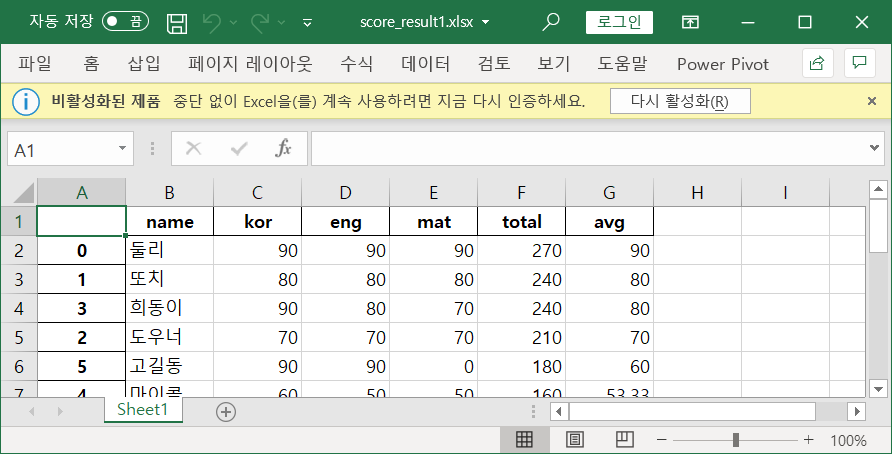 자동 저장 끔 score_result1.xlsx 로그인
파일 홈 삽입 페이지 레이아웃 수식 데이터 검토 보기 도움말 Power Pivot
비활성화된 제품 중단 없이 Excel을(를) 계속 사용하려면 지금 다시 인증하세요. 다시 활성화(R)
A1 fx
A B C D E F G H I
1 name kor eng mat total avg
2 0 둘리 90 90 90 270 90
3 1 또치 80 80 80 240 80
4 3 희동이 90 80 70 240 80
5 2 도우너 70 70 70 210 70
6 5 고길동 90 90 0 180 60
7 4 마이콜 60 50 50 160 53.33
Sheet1
100%